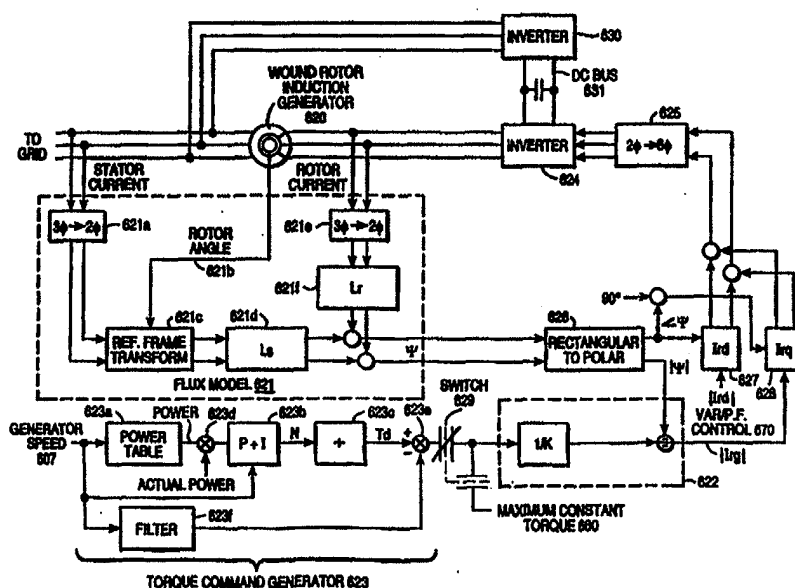 INVERTER
630
DC BUS
631
WOUND ROTOR
INDUCTION
GENERATOR
620
625
2ϕ→3ϕ
TO
GRID
INVERTER
624
STATOR
CURRENT
ROTOR
CURRENT
3ϕ→2ϕ
621a
ROTOR
ANGLE
621b
621e
3ϕ→2ϕ
621f
Lr
90°
621c
REF. FRAME
TRANSFORM
621d
Ls
Ψ
626
RECTANGULAR
TO POLAR
∠Ψ
|Ψ|
Ird
627
Irq
628
FLUX MODEL 621
|Ird|
VAR/P.F.
CONTROL 670
|Irq|
SWITCH
629
GENERATOR
SPEED
607
623a
POWER
TABLE
POWER
623d
ACTUAL POWER
623b
P+I
N
623c
÷
Td
623e
+
−
1/K
÷
622
MAXIMUM CONSTANT
TORQUE 660
623f
FILTER
TORQUE COMMAND GENERATOR 623